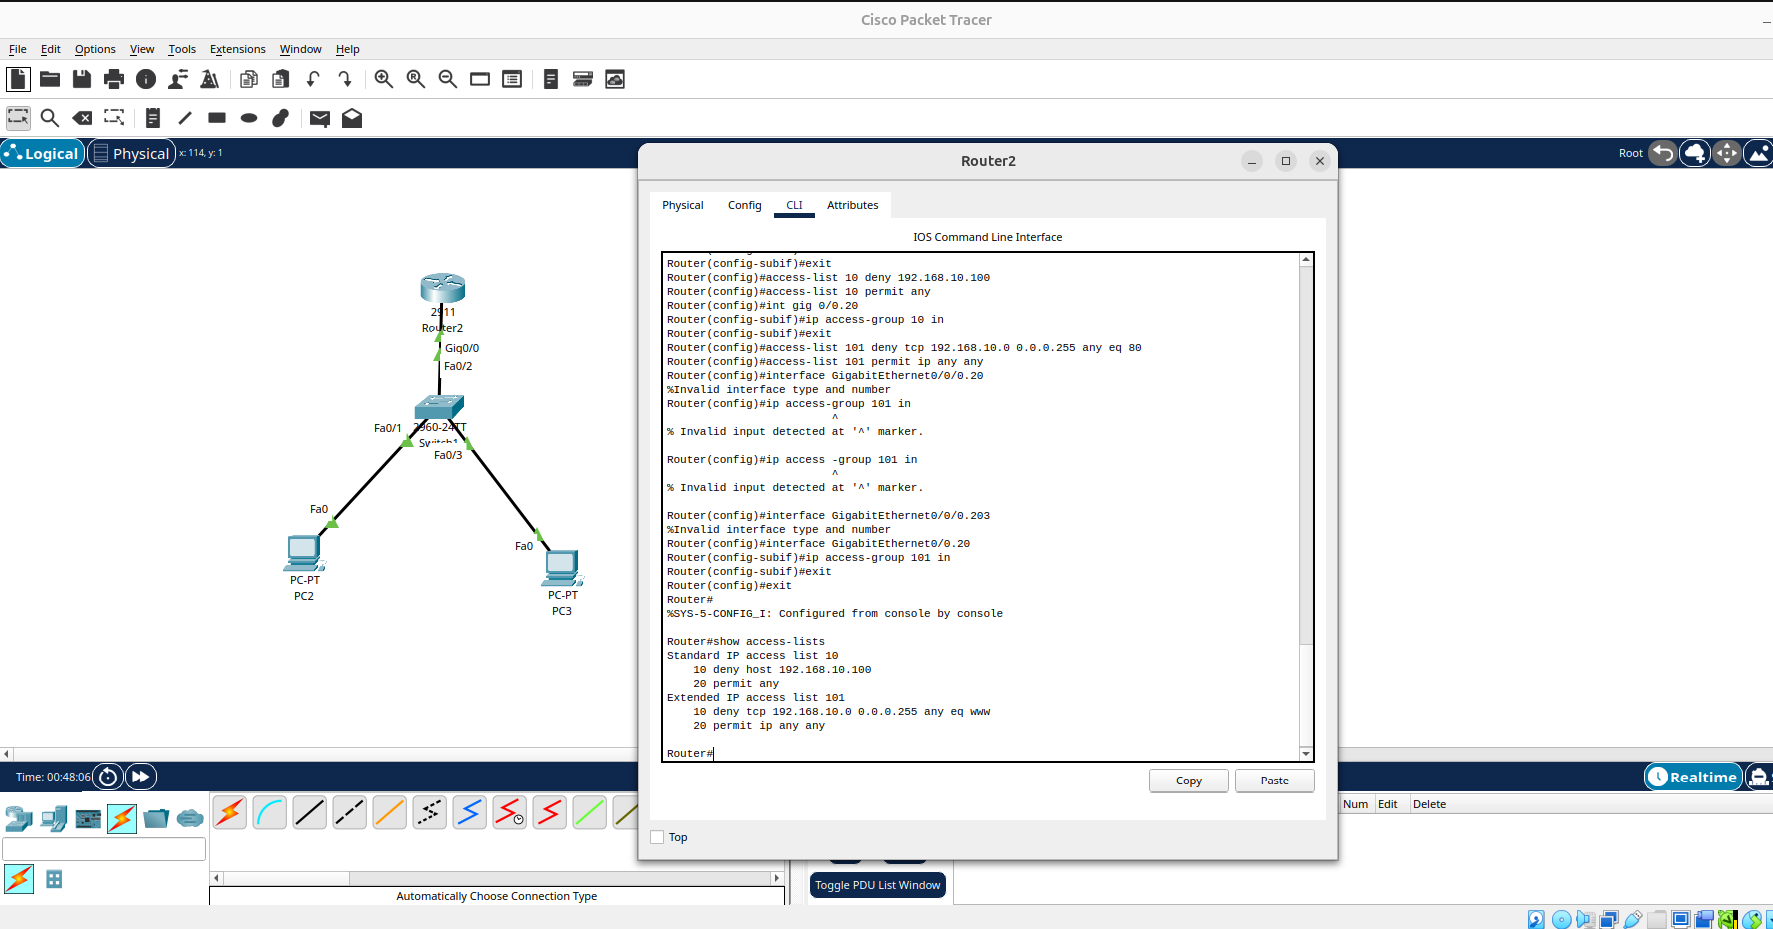 Cisco Packet Tracer
File Edit Options View Tools Extensions Window Help
Logical Physical x: 114, y: 1
Root
Router2
Physical Config CLI Attributes
IOS Command Line Interface
Router(config-subif)#exit
Router(config)#access-list 10 deny 192.168.10.100
Router(config)#access-list 10 permit any
Router(config)#int gig 0/0.20
Router(config-subif)#ip access-group 10 in
Router(config-subif)#exit
Router(config)#access-list 101 deny tcp 192.168.10.0 0.0.0.255 any eq 80
Router(config)#access-list 101 permit ip any any
Router(config)#interface GigabitEthernet0/0/0.20
%Invalid interface type and number
Router(config)#ip access-group 101 in
^
% Invalid input detected at '^' marker.
Router(config)#ip access -group 101 in
^
% Invalid input detected at '^' marker.
Router(config)#interface GigabitEthernet0/0/0.203
%Invalid interface type and number
Router(config)#interface GigabitEthernet0/0.20
Router(config-subif)#ip access-group 101 in
Router(config-subif)#exit
Router(config)#exit
Router#
%SYS-5-CONFIG_I: Configured from console by console
Router#show access-lists
Standard IP access list 10
10 deny host 192.168.10.100
20 permit any
Extended IP access list 101
10 deny tcp 192.168.10.0 0.0.0.255 any eq www
20 permit ip any any
Router#
Copy Paste
Top
2911
Router2
Gig0/0
Fa0/2
Fa0/1
2960-24TT
Switch1
Fa0/3
Fa0
Fa0
PC-PT
PC2
PC-PT
PC3
Time: 00:48:06
Realtime
Num Edit Delete
Toggle PDU List Window
Automatically Choose Connection Type